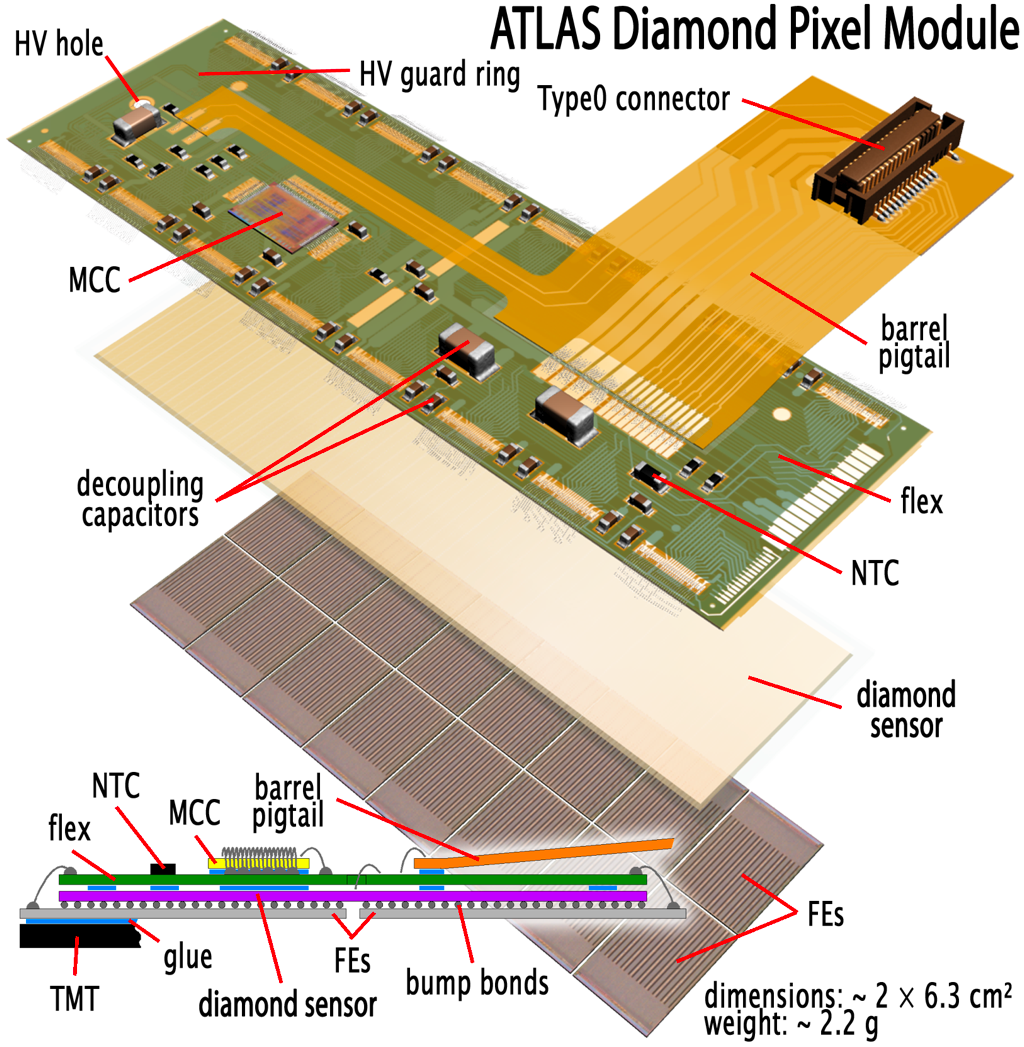 ATLAS Diamond Pixel Module
HV hole
HV guard ring
Type0 connector
MCC
barrel
pigtail
decoupling
capacitors
flex
NTC
diamond
sensor
NTC
MCC
barrel
pigtail
flex
FEs
glue
FEs
TMT
diamond sensor
bump bonds
dimensions: ~ 2 × 6.3 cm²
weight: ~ 2.2 g